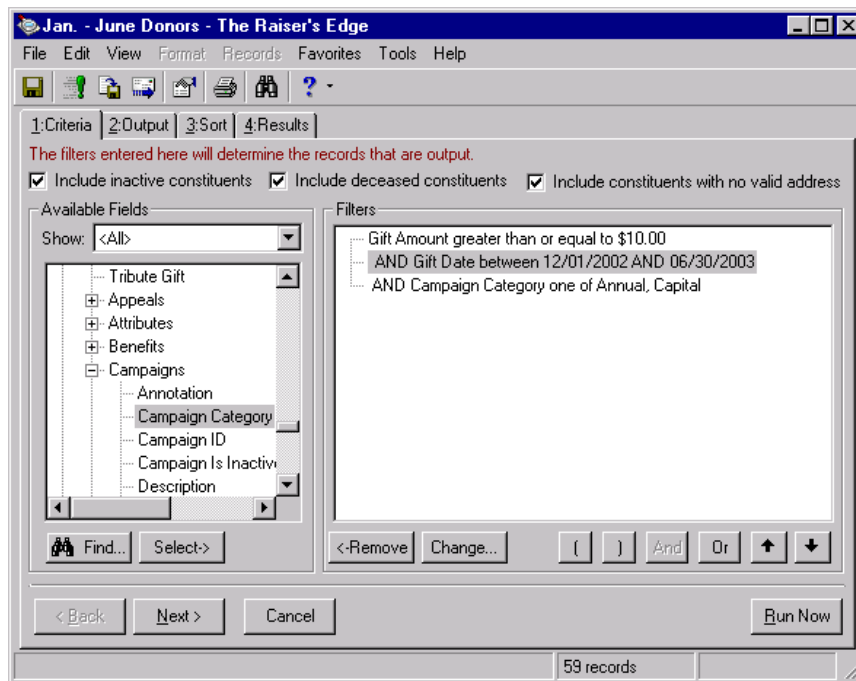 Jan. - June Donors - The Raiser's Edge
File Edit View Format Records Favorites Tools Help
1:Criteria 2:Output 3:Sort 4:Results
The filters entered here will determine the records that are output.
Include inactive constituents Include deceased constituents Include constituents with no valid address
Available Fields
Show: <All>
Tribute Gift
Appeals
Attributes
Benefits
Campaigns
Annotation
Campaign Category
Campaign ID
Campaign Is Inactiv
Description
Find... Select->
Filters
Gift Amount greater than or equal to $10.00
AND Gift Date between 12/01/2002 AND 06/30/2003
AND Campaign Category one of Annual, Capital
<-Remove Change... ( ) And Or
< Back Next > Cancel Run Now
59 records